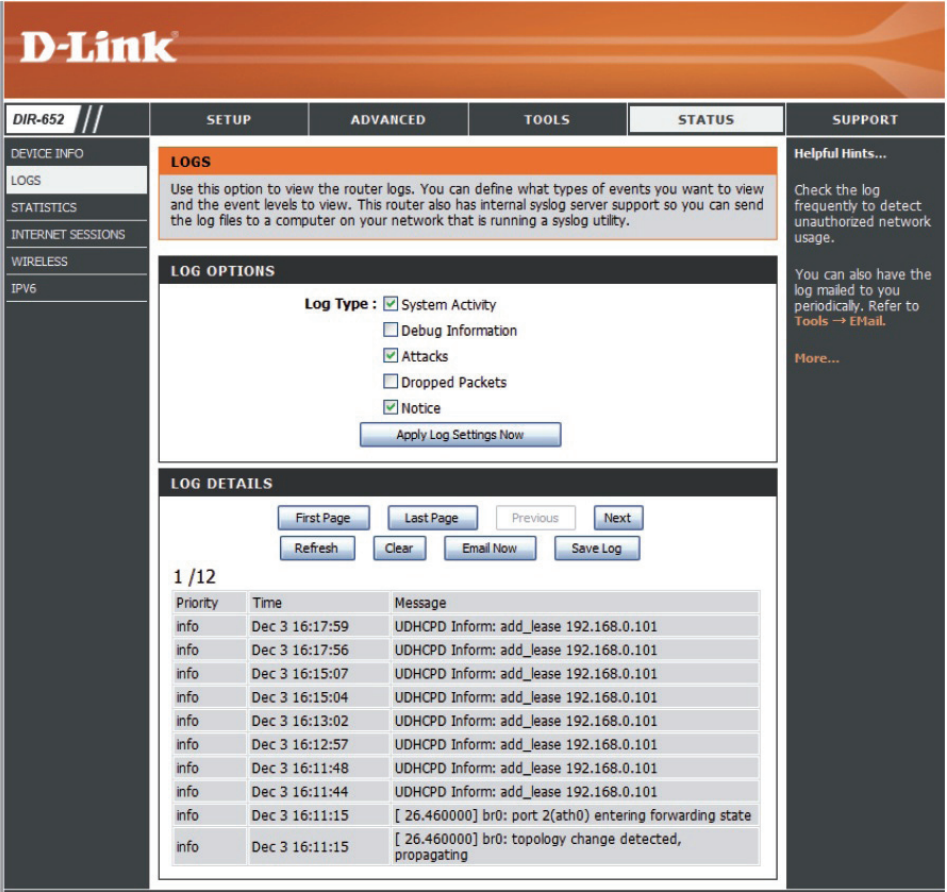 D-Link
DIR-652
SETUP
ADVANCED
TOOLS
STATUS
SUPPORT
DEVICE INFO
LOGS
STATISTICS
INTERNET SESSIONS
WIRELESS
IPV6
LOGS
Use this option to view the router logs. You can define what types of events you want to view
and the event levels to view. This router also has internal syslog server support so you can send
the log files to a computer on your network that is running a syslog utility.
LOG OPTIONS
Log Type : System Activity
Debug Information
Attacks
Dropped Packets
Notice
Apply Log Settings Now
LOG DETAILS
First Page Last Page Previous Next
Refresh Clear Email Now Save Log
1 /12
Priority Time Message
info Dec 3 16:17:59 UDHCPD Inform: add_lease 192.168.0.101
info Dec 3 16:17:56 UDHCPD Inform: add_lease 192.168.0.101
info Dec 3 16:15:07 UDHCPD Inform: add_lease 192.168.0.101
info Dec 3 16:15:04 UDHCPD Inform: add_lease 192.168.0.101
info Dec 3 16:13:02 UDHCPD Inform: add_lease 192.168.0.101
info Dec 3 16:12:57 UDHCPD Inform: add_lease 192.168.0.101
info Dec 3 16:11:48 UDHCPD Inform: add_lease 192.168.0.101
info Dec 3 16:11:44 UDHCPD Inform: add_lease 192.168.0.101
info Dec 3 16:11:15 [ 26.460000] br0: port 2(ath0) entering forwarding state
info Dec 3 16:11:15 [ 26.460000] br0: topology change detected,
propagating
Helpful Hints...
Check the log
frequently to detect
unauthorized network
usage.
You can also have the
log mailed to you
periodically. Refer to
Tools → EMail.
More...